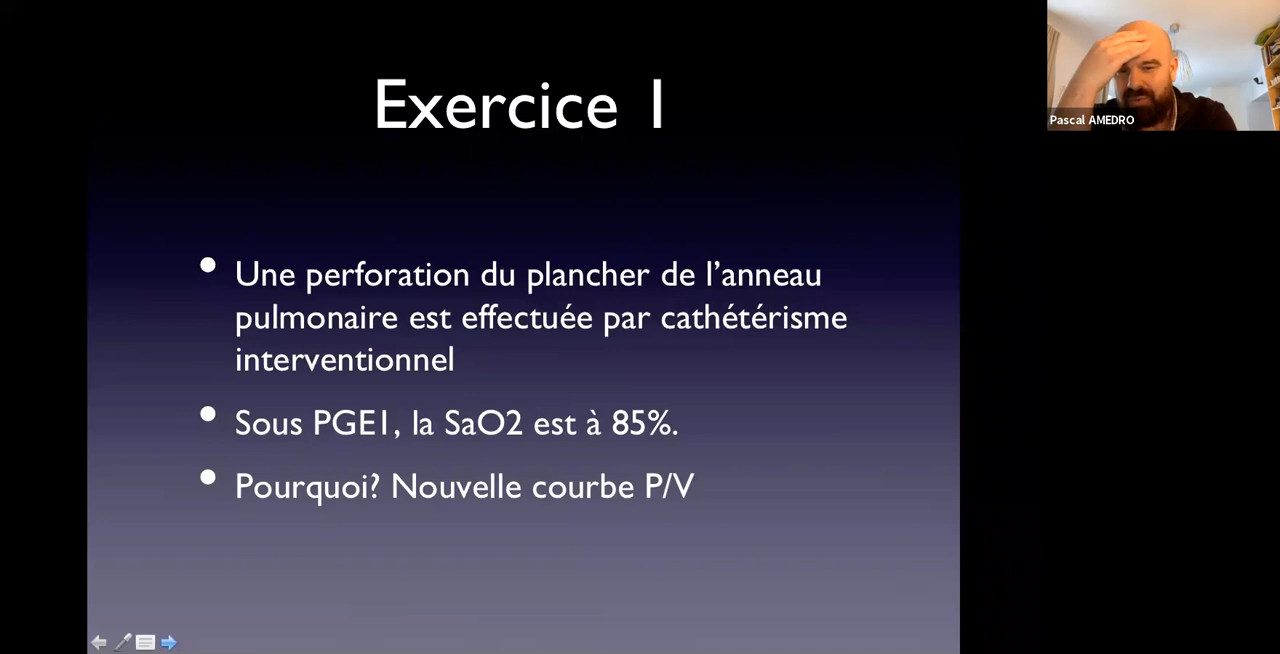 Exercice 1
Pascal AMEDRO
• Une perforation du plancher de l’anneau
pulmonaire est effectuée par cathétérisme
interventionnel
• Sous PGE1, la SaO2 est à 85%.
• Pourquoi? Nouvelle courbe P/V